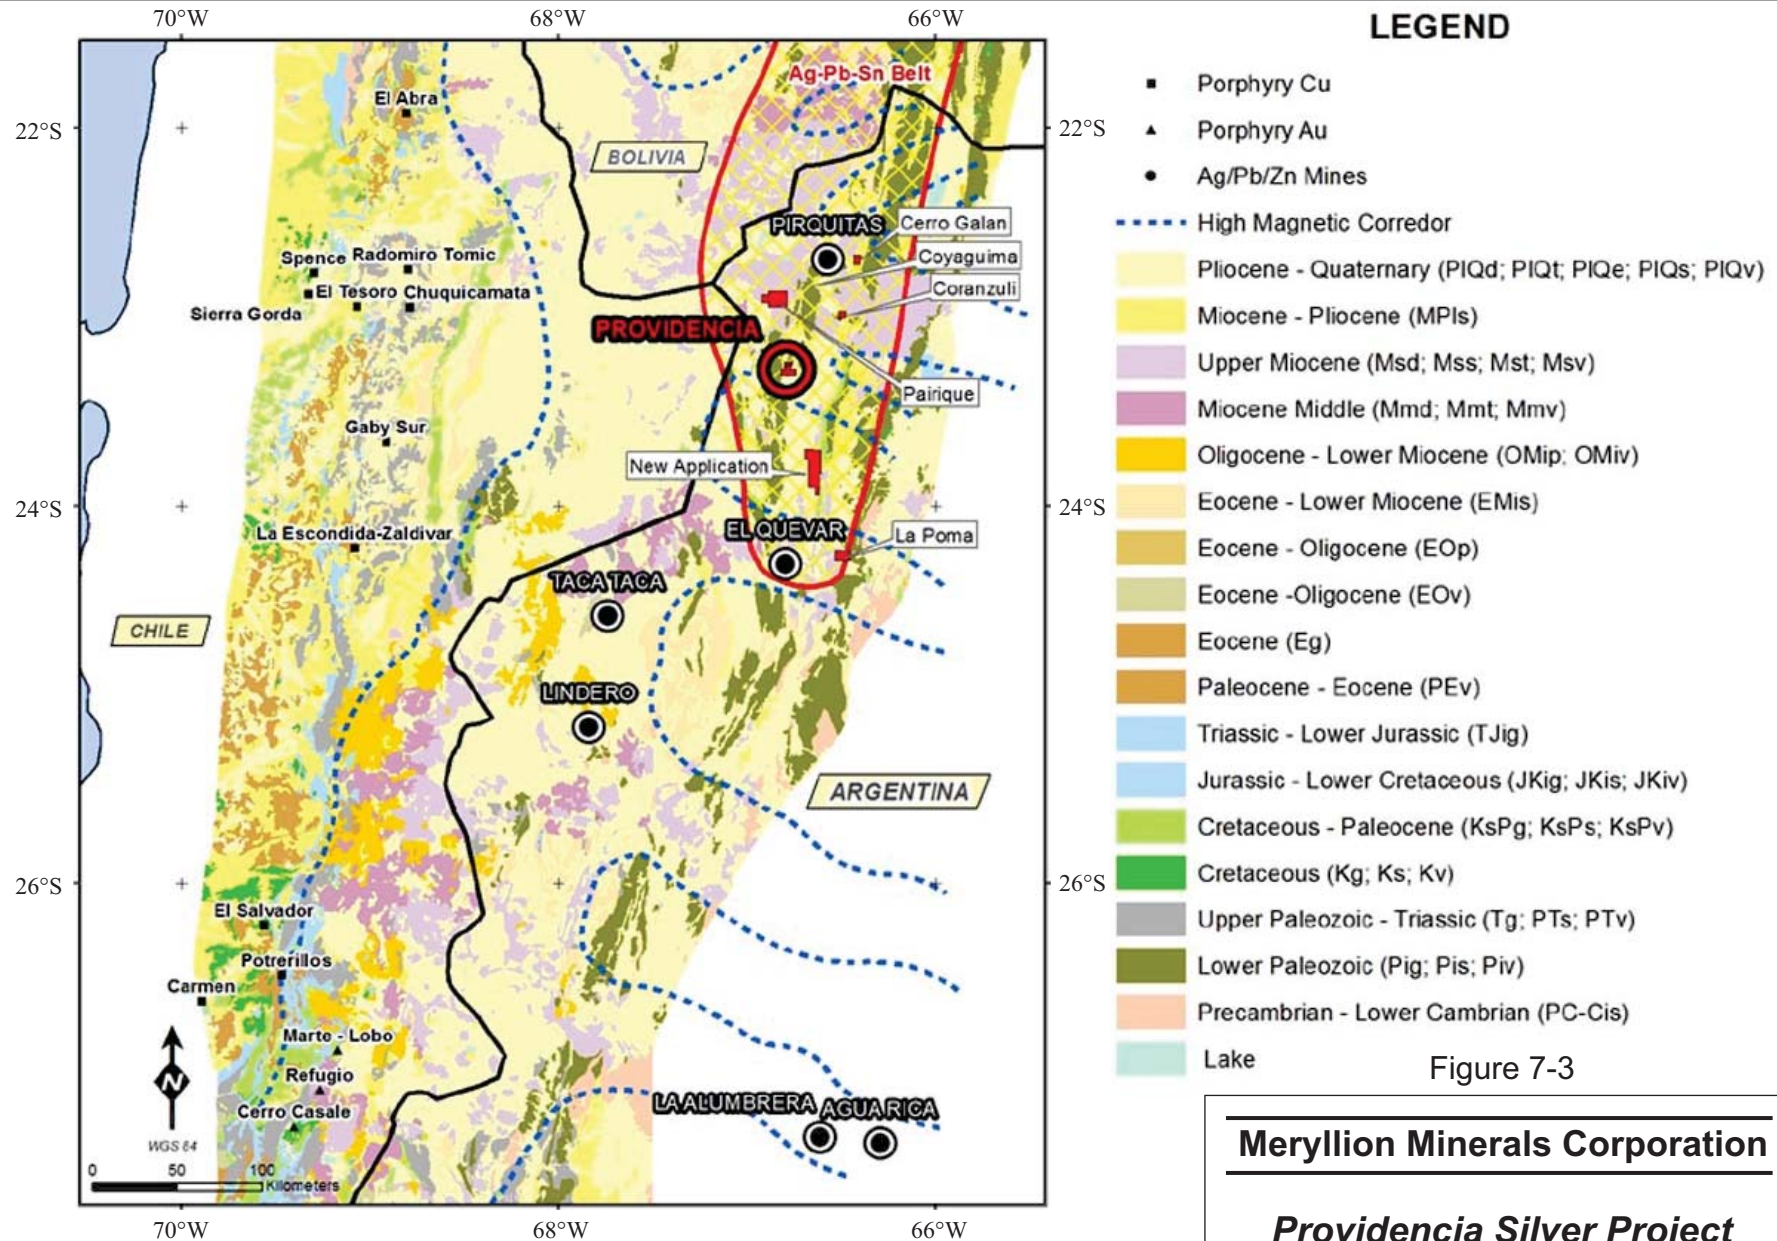 70°W 68°W 66°W
LEGEND
Ag-Pb-Sn Belt
Porphyry Cu
El Abra
22°S
22°S
Porphyry Au
BOLIVIA
Ag/Pb/Zn Mines
PIRQUITAS
Cerro Galan
High Magnetic Corredor
Spence Radomiro Tomic
Coyaguima
Pliocene - Quaternary (PlQd; PlQt; PlQe; PlQs; PlQv)
El Tesoro Chuquicamata
Coranzuli
Sierra Gorda
Miocene - Pliocene (MPls)
PROVIDENCIA
Upper Miocene (Msd; Mss; Mst; Msv)
Pairique
Miocene Middle (Mmd; Mmt; Mmv)
Gaby Sur
New Application
Oligocene - Lower Miocene (OMip; OMiv)
24°S
24°S
Eocene - Lower Miocene (EMis)
La Escondida-Zaldivar
EL QUEVAR
La Poma
Eocene - Oligocene (EOp)
TACA TACA
Eocene -Oligocene (EOv)
CHILE
Eocene (Eg)
LINDERO
Paleocene - Eocene (PEv)
Triassic - Lower Jurassic (TJig)
ARGENTINA
Jurassic - Lower Cretaceous (JKig; JKis; JKiv)
Cretaceous - Paleocene (KsPg; KsPs; KsPv)
26°S
26°S
Cretaceous (Kg; Ks; Kv)
El Salvador
Upper Paleozoic - Triassic (Tg; PTs; PTv)
Potrerillos
Lower Paleozoic (Pig; Pis; Piv)
Carmen
Precambrian - Lower Cambrian (PC-Cis)
Marte - Lobo
Lake
Refugio
Figure 7-3
N
Cerro Casale
LA ALUMBRERA AGUA RICA
WGS 84
Meryllion Minerals Corporation
0 50 100
Kilometers
70°W 68°W 66°W
Providencia Silver Project